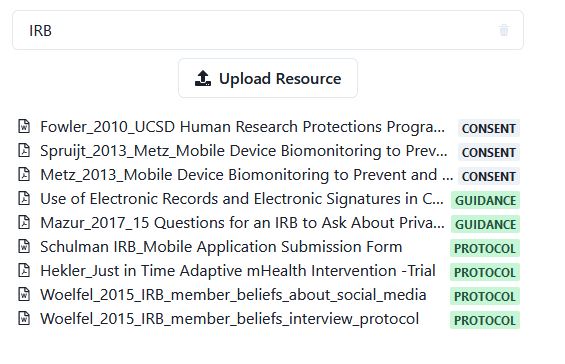 IRB
Upload Resource
Fowler_2010_UCSD Human Research Protections Progra... CONSENT
Spruijt_2013_Metz_Mobile Device Biomonitoring to Prev... CONSENT
Metz_2013_Mobile Device Biomonitoring to Prevent and ... CONSENT
Use of Electronic Records and Electronic Signatures in C... GUIDANCE
Mazur_2017_15 Questions for an IRB to Ask About Priva... GUIDANCE
Schulman IRB_Mobile Application Submission Form PROTOCOL
Hekler_Just in Time Adaptive mHealth Intervention -Trial PROTOCOL
Woelfel_2015_IRB_member_beliefs_about_social_media PROTOCOL
Woelfel_2015_IRB_member_beliefs_interview_protocol PROTOCOL